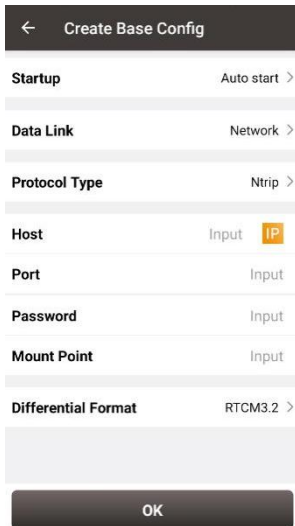 Create Base Config
Startup Auto start
Data Link Network
Protocol Type Ntrip
Host Input IP
Port Input
Password Input
Mount Point Input
Differential Format RTCM3.2
OK